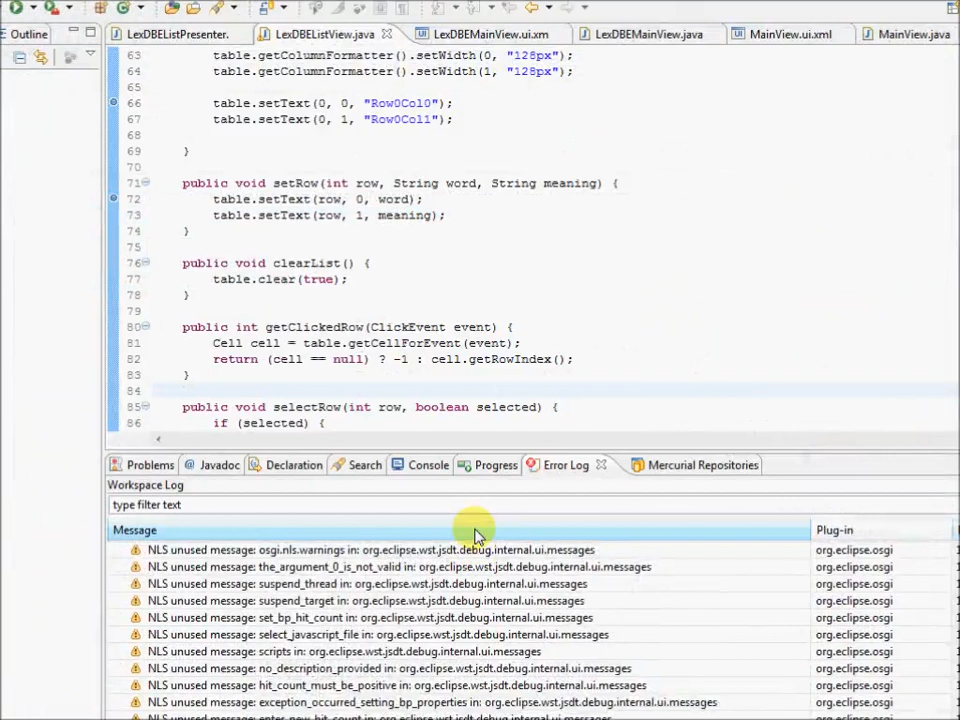 Outline
LexDBEListPresenter.
LexDBEListView.java
LexDBEMainView.ui.xm
LexDBEMainView.java
MainView.ui.xml
MainView.java
63 table.getColumnFormatter().setWidth(0, "128px");
64 table.getColumnFormatter().setWidth(1, "128px");
65
66 table.setText(0, 0, "Row0Col0");
67 table.setText(0, 1, "Row0Col1");
68
69 }
70
71 public void setRow(int row, String word, String meaning) {
72 table.setText(row, 0, word);
73 table.setText(row, 1, meaning);
74 }
75
76 public void clearList() {
77 table.clear(true);
78 }
79
80 public int getClickedRow(ClickEvent event) {
81 Cell cell = table.getCellForEvent(event);
82 return (cell == null) ? -1 : cell.getRowIndex();
83 }
84
85 public void selectRow(int row, boolean selected) {
86 if (selected) {
Problems @ Javadoc Declaration Search Console Progress Error Log Mercurial Repositories
Workspace Log
type filter text
Message Plug-in
NLS unused message: osgi.nls.warnings in: org.eclipse.wst.jsdt.debug.internal.ui.messages org.eclipse.osgi
NLS unused message: the_argument_0_is_not_valid in: org.eclipse.wst.jsdt.debug.internal.ui.messages org.eclipse.osgi
NLS unused message: suspend_thread in: org.eclipse.wst.jsdt.debug.internal.ui.messages org.eclipse.osgi
NLS unused message: suspend_target in: org.eclipse.wst.jsdt.debug.internal.ui.messages org.eclipse.osgi
NLS unused message: set_bp_hit_count in: org.eclipse.wst.jsdt.debug.internal.ui.messages org.eclipse.osgi
NLS unused message: select_javascript_file in: org.eclipse.wst.jsdt.debug.internal.ui.messages org.eclipse.osgi
NLS unused message: scripts in: org.eclipse.wst.jsdt.debug.internal.ui.messages org.eclipse.osgi
NLS unused message: no_description_provided in: org.eclipse.wst.jsdt.debug.internal.ui.messages org.eclipse.osgi
NLS unused message: hit_count_must_be_positive in: org.eclipse.wst.jsdt.debug.internal.ui.messages org.eclipse.osgi
NLS unused message: exception_occurred_setting_bp_properties in: org.eclipse.wst.jsdt.debug.internal.ui.messages org.eclipse.osgi